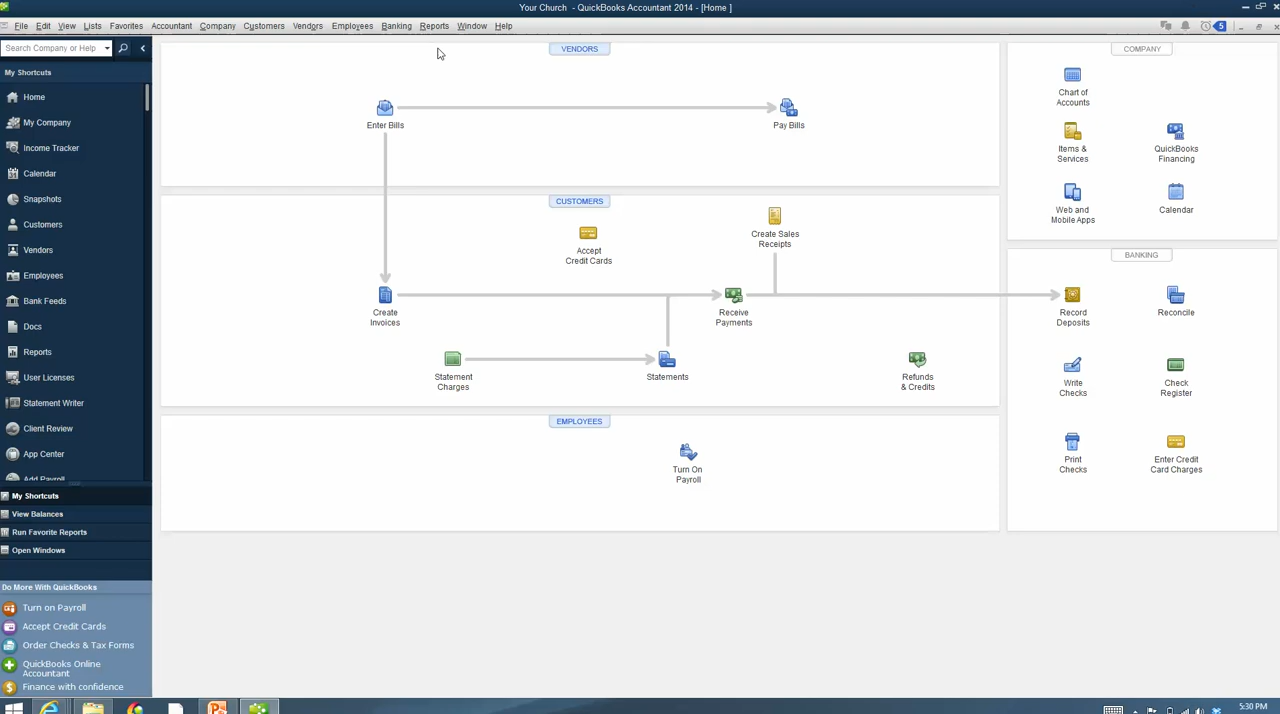 Your Church - QuickBooks Accountant 2014 - [Home ]
File Edit View Lists Favorites Accountant Company Customers Vendors Employees Banking Reports Window Help
5
Search Company or Help
My Shortcuts
Home
My Company
Income Tracker
Calendar
Snapshots
Customers
Vendors
Employees
Bank Feeds
Docs
Reports
User Licenses
Statement Writer
Client Review
App Center
Add Payroll
My Shortcuts
View Balances
Run Favorite Reports
Open Windows
Do More With QuickBooks
Turn on Payroll
Accept Credit Cards
Order Checks & Tax Forms
QuickBooks Online
Accountant
Finance with confidence
VENDORS
Enter Bills
Pay Bills
CUSTOMERS
Accept
Credit Cards
Create Sales
Receipts
Create
Invoices
Receive
Payments
Statement
Charges
Statements
Refunds
& Credits
EMPLOYEES
Turn On
Payroll
COMPANY
Chart of
Accounts
Items &
Services
QuickBooks
Financing
Web and
Mobile Apps
Calendar
BANKING
Record
Deposits
Reconcile
Write
Checks
Check
Register
Print
Checks
Enter Credit
Card Charges
5:30 PM